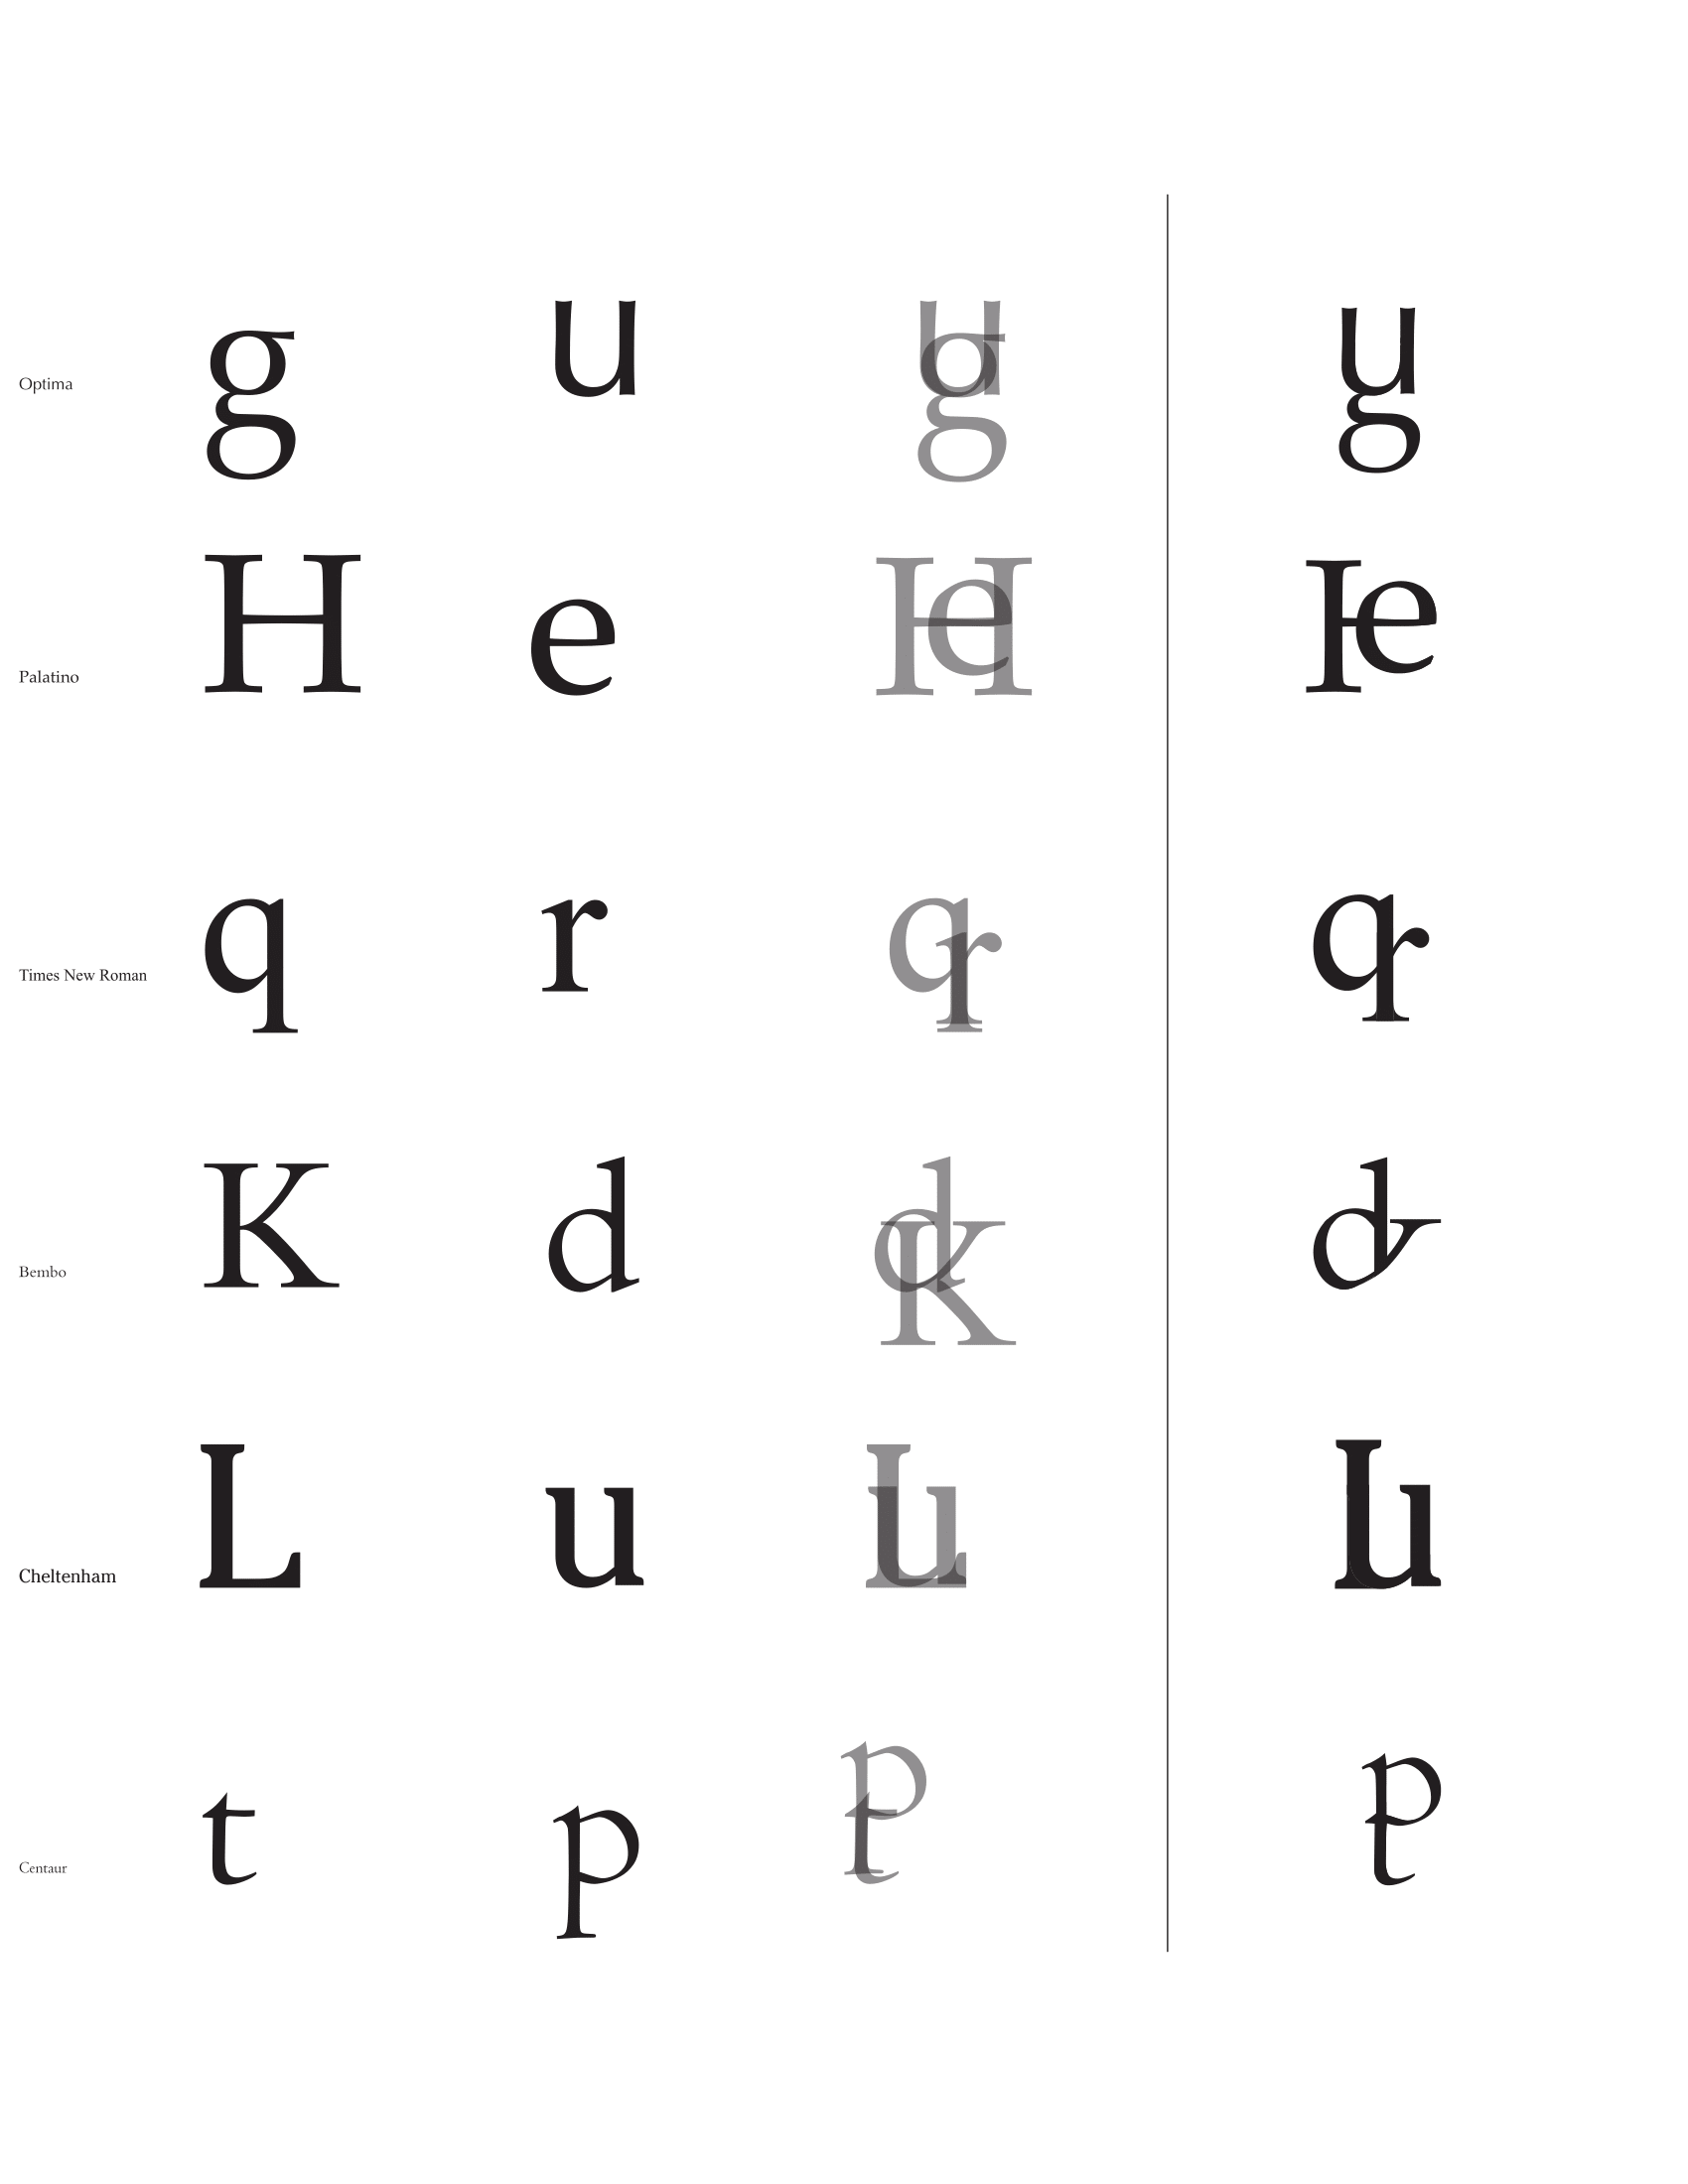 Optima g u
Palatino H e
Times New Roman q r
Bembo K d
Cheltenham L u
Centaur t p